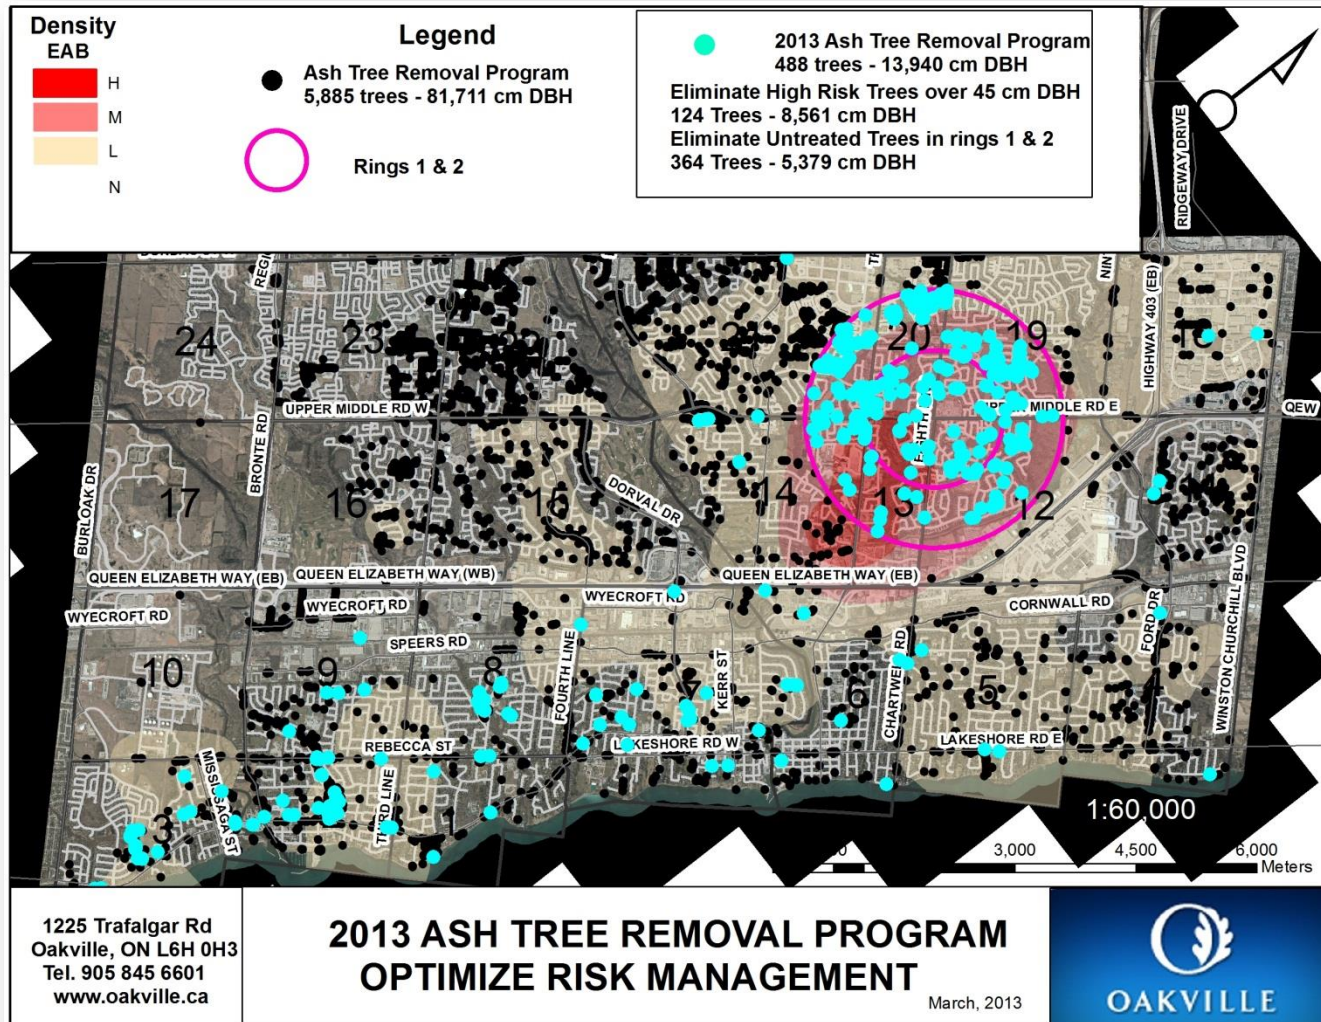 Density
EAB
H
M
L
N
Legend
Ash Tree Removal Program
5,885 trees - 81,711 cm DBH
Rings 1 & 2
2013 Ash Tree Removal Program
488 trees - 13,940 cm DBH
Eliminate High Risk Trees over 45 cm DBH
124 Trees - 8,561 cm DBH
Eliminate Untreated Trees in rings 1 & 2
364 Trees - 5,379 cm DBH
RIDGEWAY DRIVE
HIGHWAY 403 (EB)
24
23
20
19
UPPER MIDDLE RD W
MIDDLE RD E
QEW
BRONTE RD
BURLOAK DR
17
16
15
14
13
12
DORVAL DR
QUEEN ELIZABETH WAY (EB)
QUEEN ELIZABETH WAY (WB)
QUEEN ELIZABETH WAY (EB)
WYECROFT RD
WYECROFT RD
WYECROFT RD
CORNWALL RD
SPEERS RD
FORD DR
WINSTON CHURCHILL BLVD
10
9
8
FOURTH LINE
KERR ST
6
CHARTWELL RD
5
4
REBECCA ST
LAKESHORE RD W
LAKESHORE RD E
MISSISSAGA ST
THIRD LINE
3
1
1:60,000
3,000
4,500
6,000
Meters
1225 Trafalgar Rd
Oakville, ON L6H 0H3
Tel. 905 845 6601
www.oakville.ca
2013 ASH TREE REMOVAL PROGRAM
OPTIMIZE RISK MANAGEMENT
March, 2013
OAKVILLE